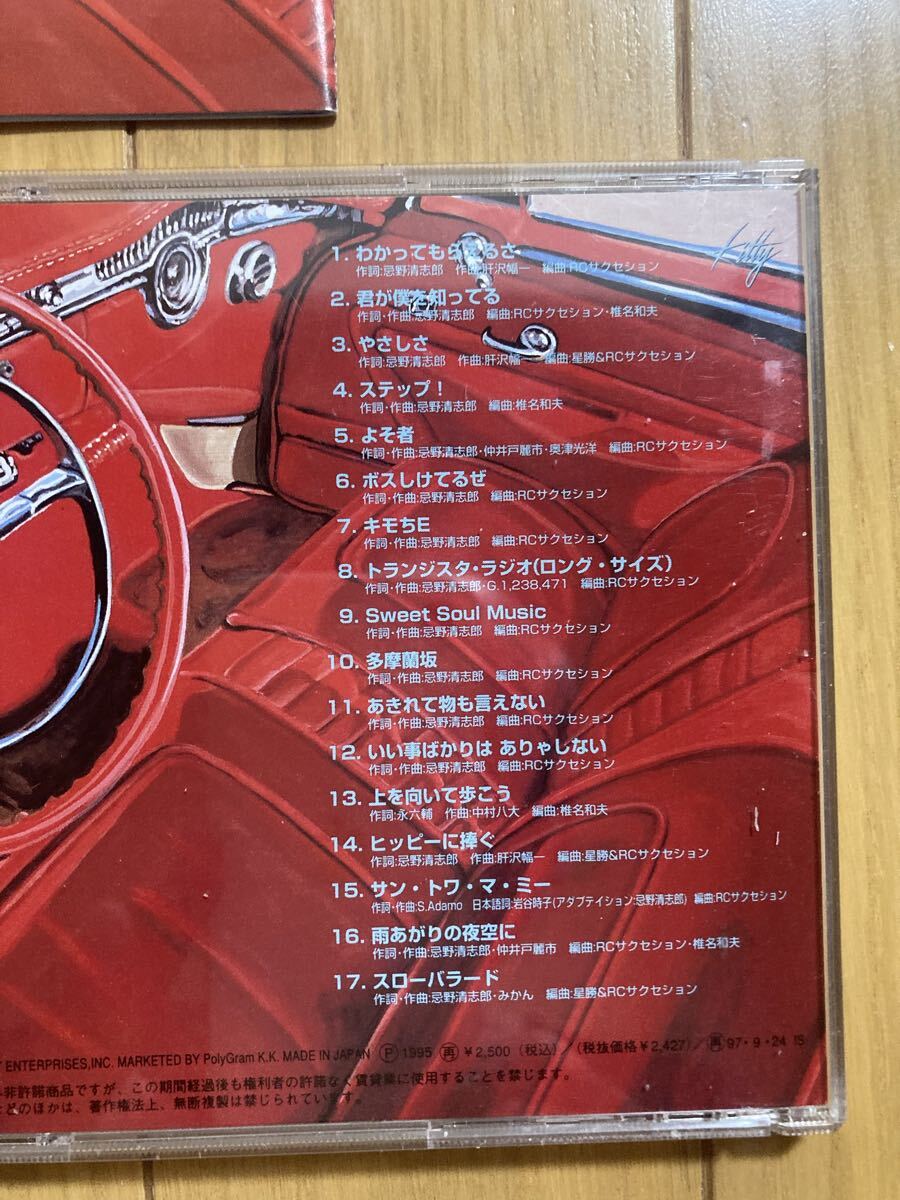 Kitty
1. わかってもらえるさ
作詞:忌野清志郎 作曲:肝沢幅一 編曲:RCサクセション
2. 君が僕を知ってる
作詞・作曲:忌野清志郎 編曲:RCサクセション・椎名和夫
3. やさしさ
作詞:忌野清志郎 作曲:肝沢幅一 編曲:星勝&RCサクセション
4. ステップ!
作詞・作曲:忌野清志郎 編曲:椎名和夫
5. よそ者
作詞・作曲:忌野清志郎・仲井戸麗市・奥津光洋 編曲:RCサクセション
6. ボスしけてるぜ
作詞・作曲:忌野清志郎 編曲:RCサクセション
7. キモちE
作詞・作曲:忌野清志郎 編曲:RCサクセション
8. トランジスタ・ラジオ(ロング・サイズ)
作詞・作曲:忌野清志郎・G.1,238,471 編曲:RCサクセション
9. Sweet Soul Music
作詞・作曲:忌野清志郎 編曲:RCサクセション
10. 多摩蘭坂
作詞・作曲:忌野清志郎 編曲:RCサクセション
11. あきれて物も言えない
作詞・作曲:忌野清志郎 編曲:RCサクセション
12. いい事ばかりは ありゃしない
作詞・作曲:忌野清志郎 編曲:RCサクセション
13. 上を向いて歩こう
作詞:永六輔 作曲:中村八大 編曲:椎名和夫
14. ヒッピーに捧ぐ
作詞:忌野清志郎 作曲:肝沢幅一 編曲:星勝&RCサクセション
15. サン・トワ・マ・ミー
作詞・作曲:S.Adamo 日本語詞:岩谷時子(アダプテイション:忌野清志郎) 編曲:RCサクセション
16. 雨あがりの夜空に
作詞・作曲:忌野清志郎・仲井戸麗市 編曲:RCサクセション・椎名和夫
17. スローバラード
作詞・作曲:忌野清志郎・みかん 編曲:星勝&RCサクセション
ENTERPRISES,INC. MARKETED BY PolyGram K.K. MADE IN JAPAN Ⓟ1995 再 ¥2,500(税込)/(税抜価格¥2,427)/再97・9・24 IS
非許諾商品ですが、この期間経過後も権利者の許諾なく賃貸業に使用することを禁じます。
などのほかは、著作権法上、無断複製は禁じられています。